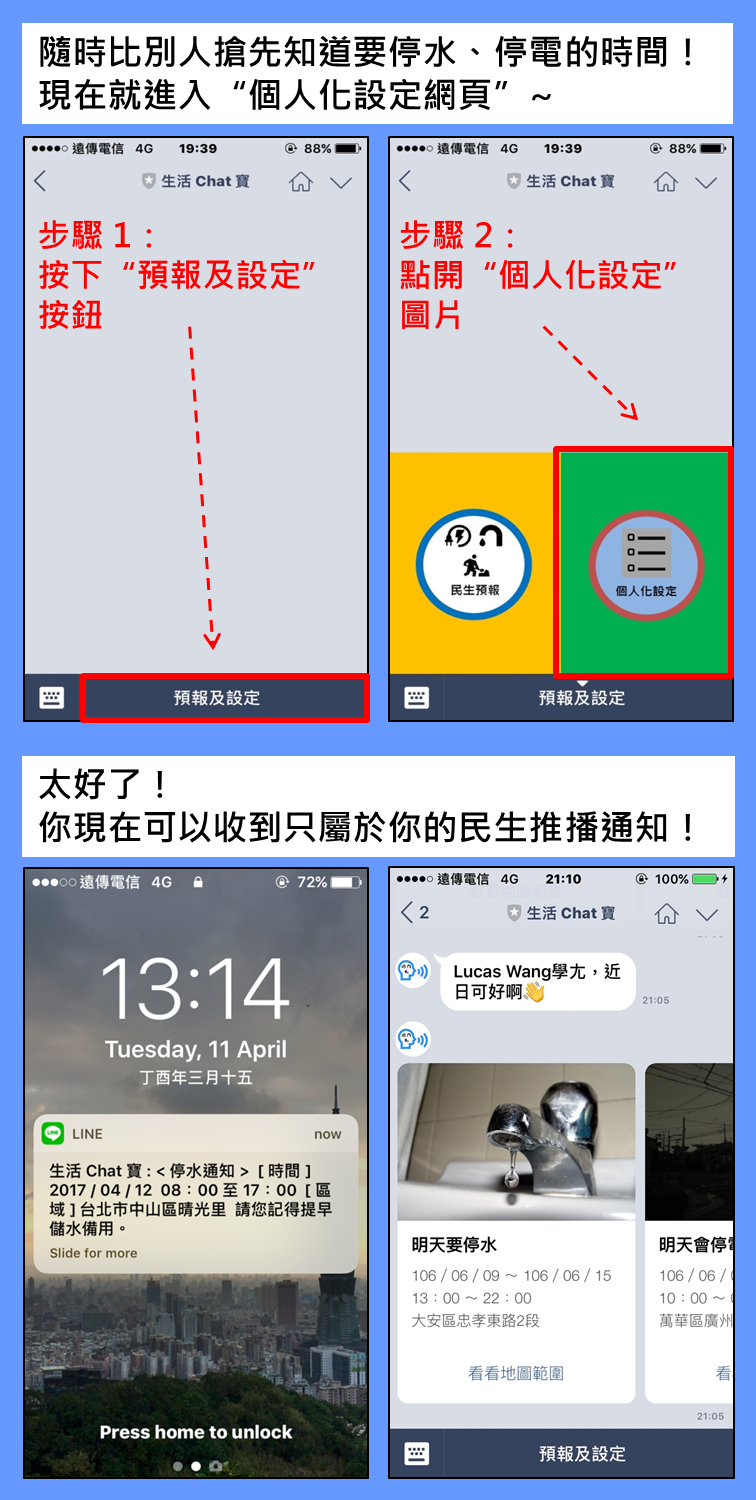 隨時比別人搶先知道要停水、停電的時間！
現在就進入“個人化設定網頁”~
遠傳電信 4G 19:39 88%
生活 Chat 寶
步驟 1：
按下“預報及設定”
按鈕
預報及設定
遠傳電信 4G 19:39 88%
生活 Chat 寶
步驟 2：
點開“個人化設定”
圖片
民生預報
個人化設定
預報及設定
太好了！
你現在可以收到只屬於你的民生推播通知！
遠傳電信 4G 72%
13:14
Tuesday, 11 April
丁酉年三月十五
LINE now
生活 Chat 寶 : < 停水通知 > [ 時間 ]
2017 / 04 / 12 08：00 至 17：00 [ 區
域 ] 台北市中山區晴光里 請您記得提早
儲水備用。
Slide for more
Press home to unlock
遠傳電信 4G 21:10 100%
2 生活 Chat 寶
Lucas Wang學尢，近
日可好啊👋
21:05
明天要停水
106 / 06 / 09 ～ 106 / 06 / 15
13：00 ～ 22：00
大安區忠孝東路2段
看看地圖範圍
明天會停電
106 / 06 /
10：00 ～
萬華區廣州
看
21:05
預報及設定